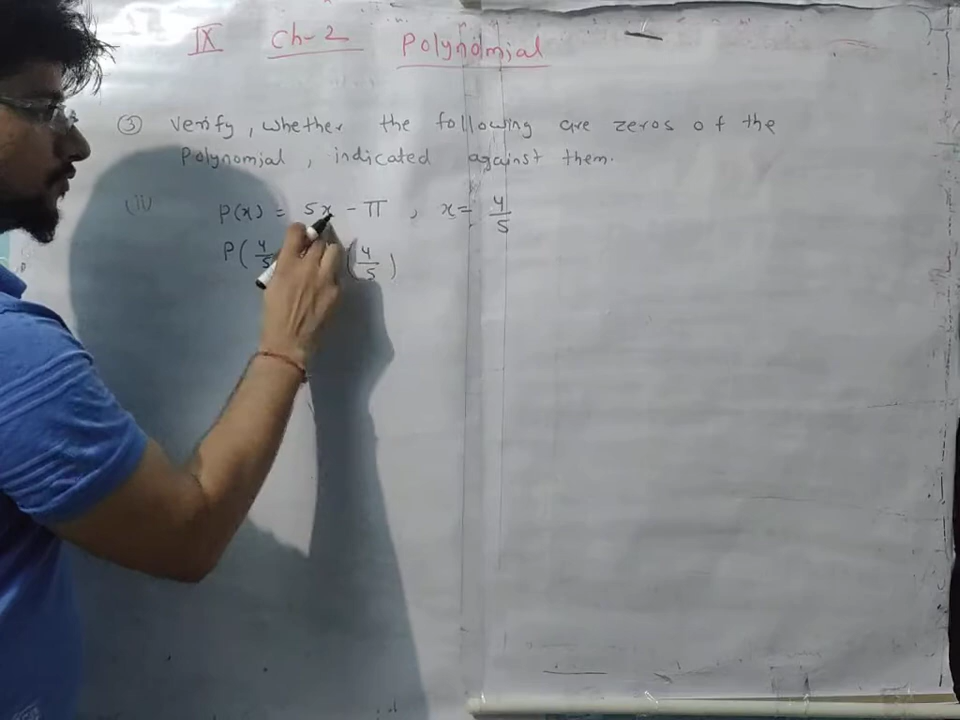 IX Ch-2 Polynomial
③ Verify, whether the following are zeros of the
Polynomial, indicated against them.
(ii) P(x) = 5x - π , x = 4/5
P(4/5 (4/5)